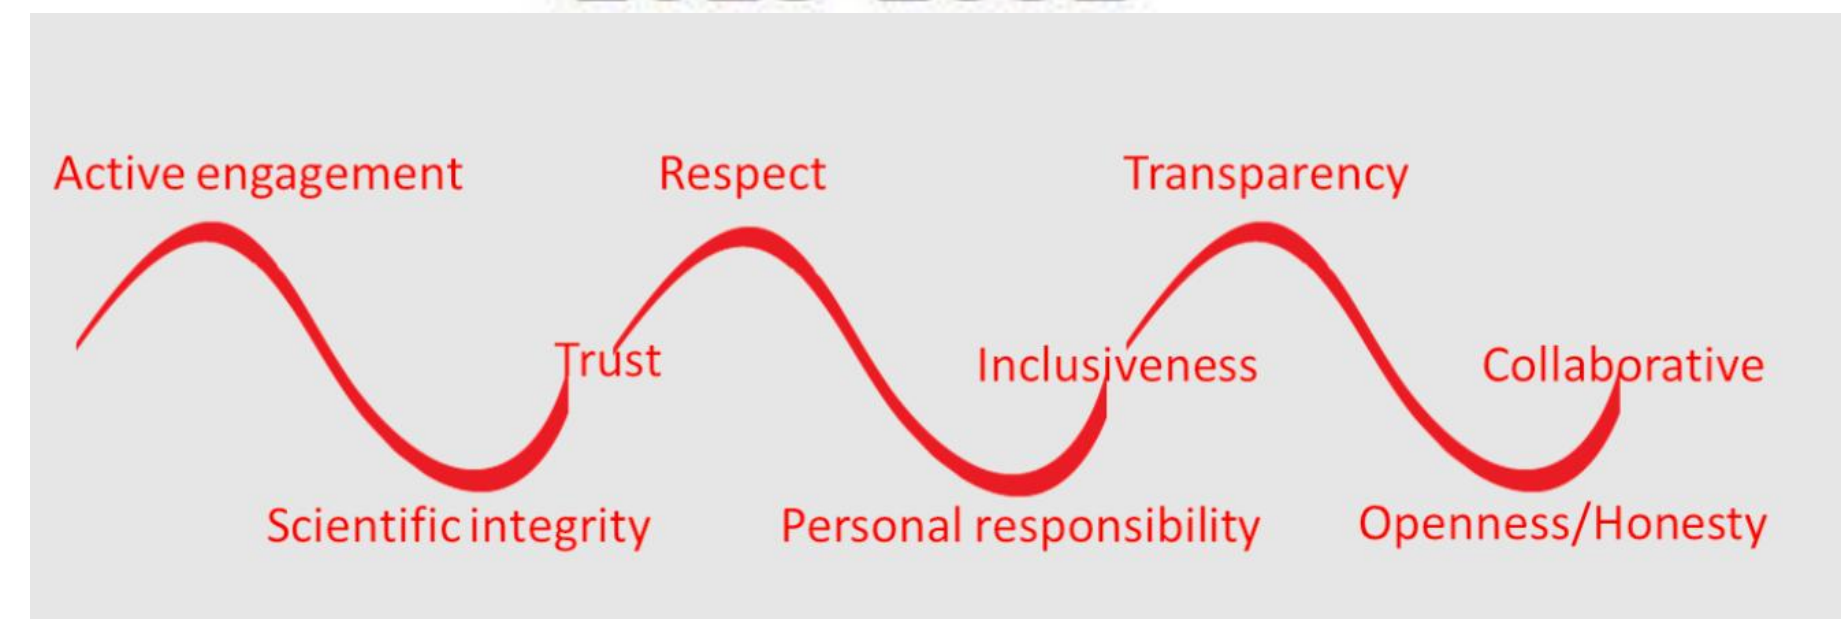 Active engagement
Respect
Transparency
Trust
Inclusiveness
Collaborative
Scientific integrity
Personal responsibility
Openness/Honesty